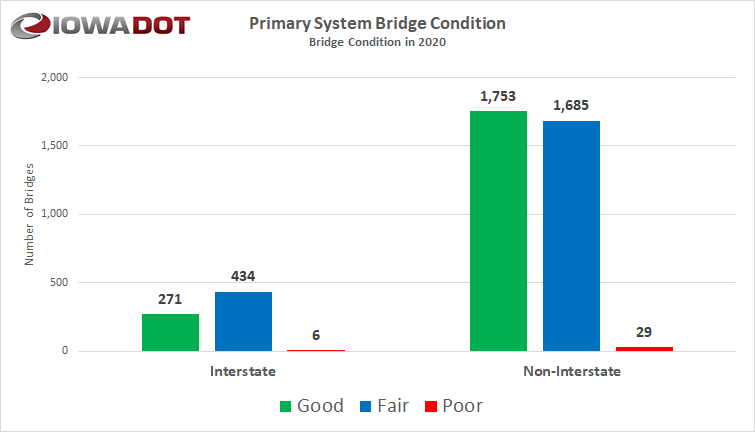 IOWADOT
Primary System Bridge Condition
Bridge Condition in 2020
Number of Bridges
2,000
1,500
1,000
500
0
271
434
6
1,753
1,685
29
Interstate
Non-Interstate
Good
Fair
Poor